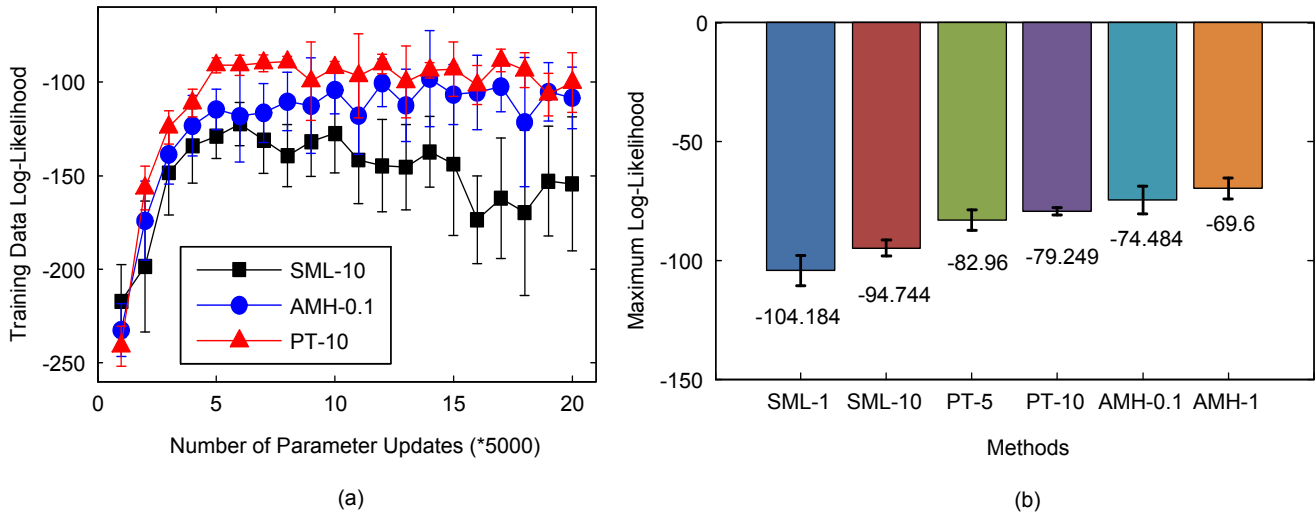 -100
-150
-200
-250
Training Data Log-Likelihood
SML-10
AMH-0.1
PT-10
0
5
10
15
20
Number of Parameter Updates (*5000)
(a)
0
-50
-100
-150
Maximum Log-Likelihood
-104.184
-94.744
-82.96
-79.249
-74.484
-69.6
SML-1
SML-10
PT-5
PT-10
AMH-0.1
AMH-1
Methods
(b)